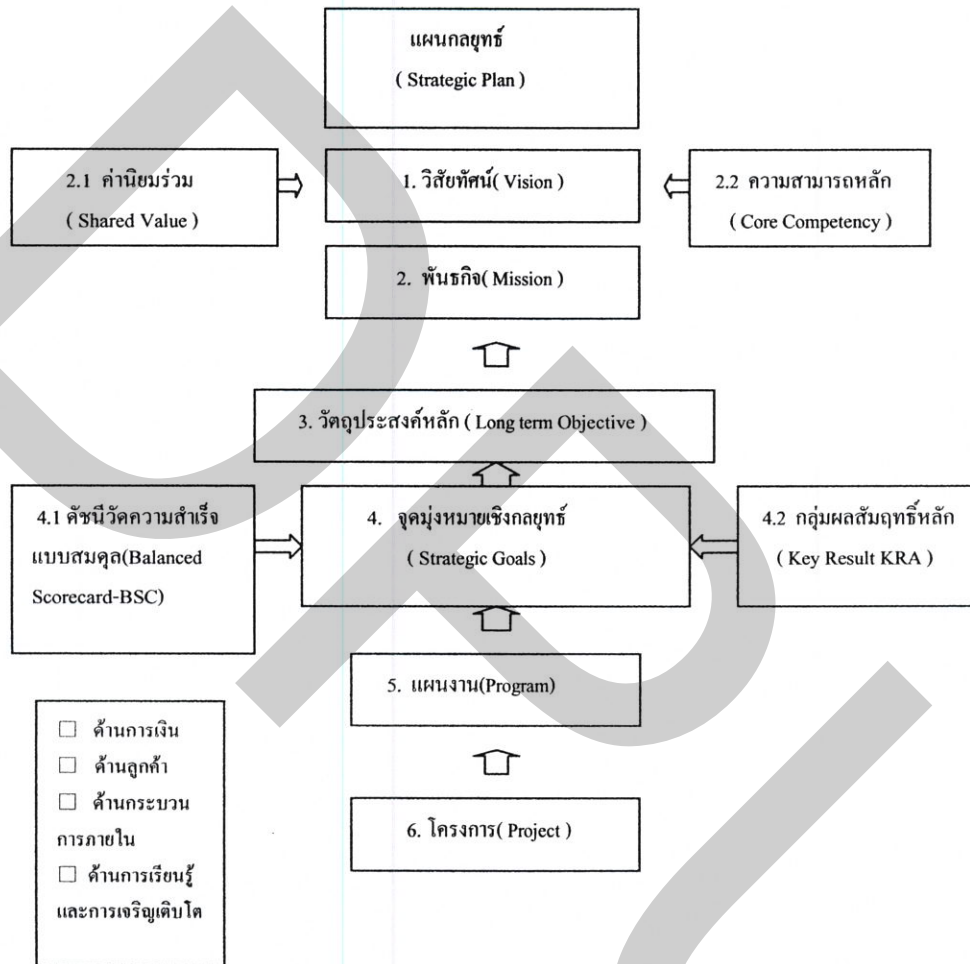 แผนกลยุทธ์
( Strategic Plan )
2.1 ค่านิยมร่วม
( Shared Value )
1. วิสัยทัศน์( Vision )
2.2 ความสามารถหลัก
( Core Competency )
2. พันธกิจ( Mission )
3. วัตถุประสงค์หลัก ( Long term Objective )
4.1 ดัชนีวัดความสำเร็จ
แบบสมดุล(Balanced
Scorecard-BSC)
4. จุดมุ่งหมายเชิงกลยุทธ์
( Strategic Goals )
4.2 กลุ่มผลสัมฤทธิ์หลัก
( Key Result KRA )
5. แผนงาน(Program)
☐ ด้านการเงิน
☐ ด้านลูกค้า
☐ ด้านกระบวน
การภายใน
☐ ด้านการเรียนรู้
และการเจริญเติบโต
6. โครงการ( Project )